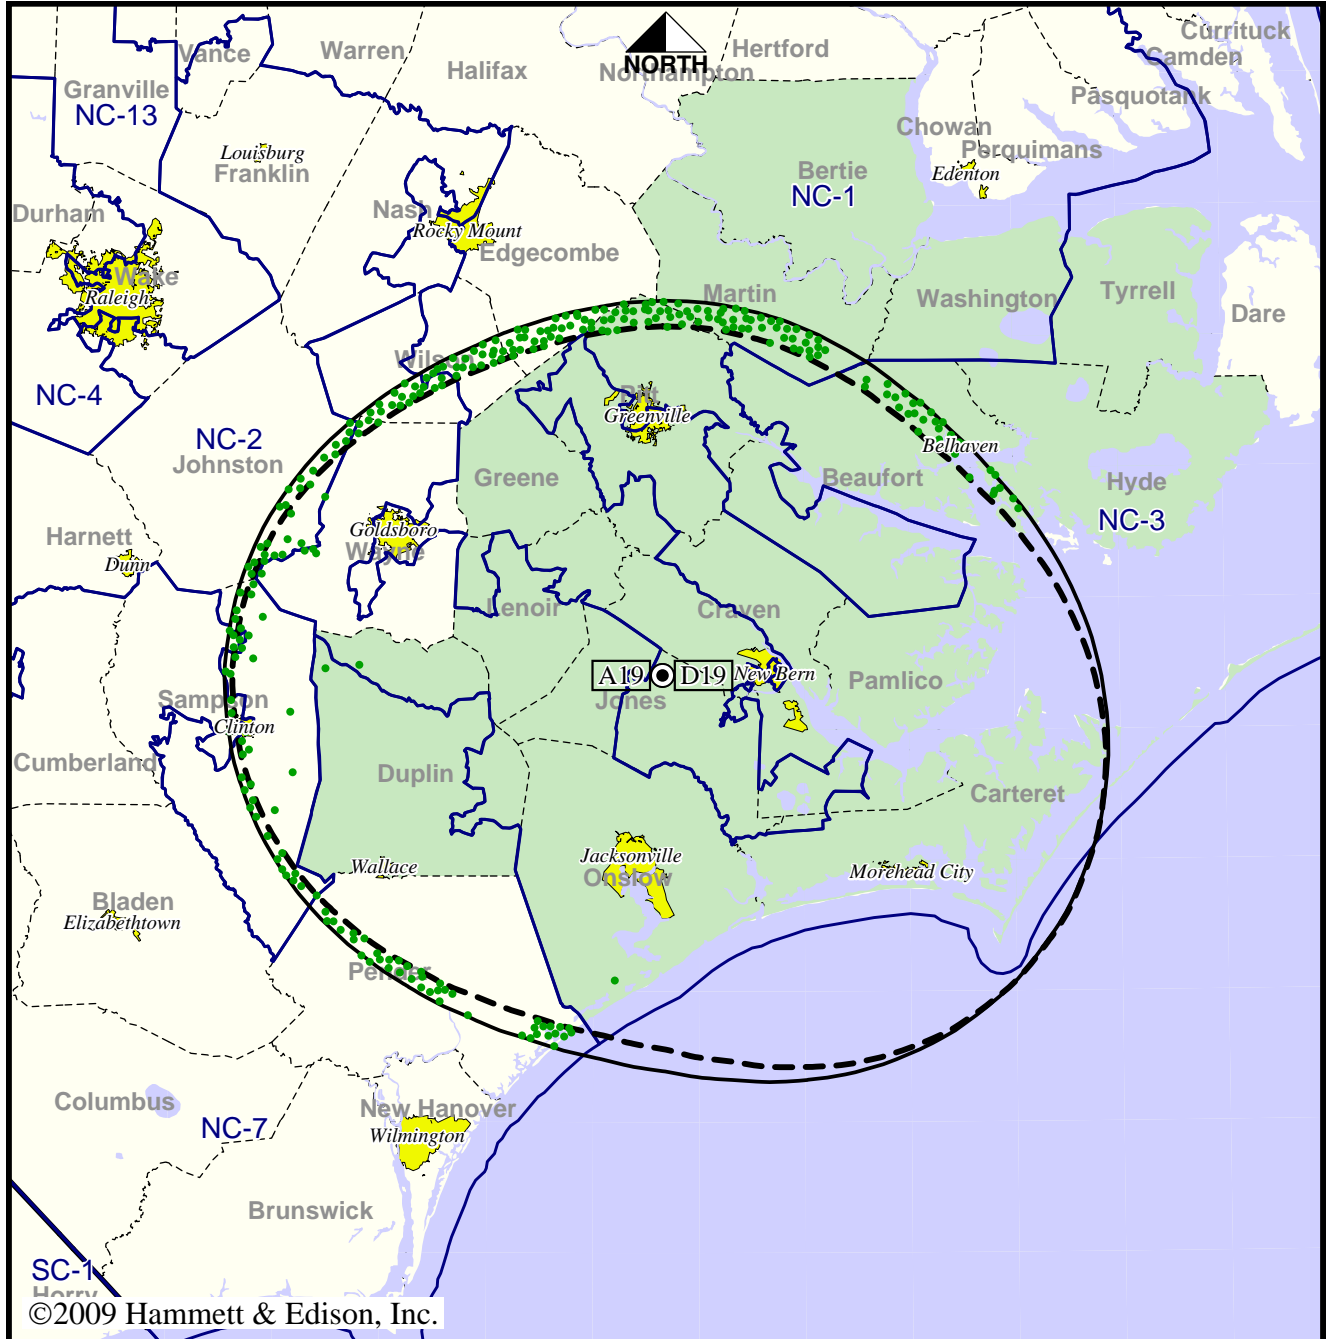 Currituck
Vance
Warren
Hertford
Camden
Halifax
NORTH
Northampton
Granville
Pasquotank
NC-13
Chowan
Perquimans
Louisburg
Franklin
Bertie
Edenton
NC-1
Durham
Nash
Rocky Mount
Edgecombe
Wake
Raleigh
Martin
Washington
Tyrrell
Dare
Wilson
NC-4
Pitt
Greenville
NC-2
Johnston
Belhaven
Greene
Beaufort
Hyde
NC-3
Harnett
Goldsboro
Wayne
Dunn
Lenoir
Craven
A19
D19
New Bern
Pamlico
Jones
Sampson
Clinton
Cumberland
Duplin
Carteret
Jacksonville
Wallace
Onslow
Morehead City
Bladen
Elizabethtown
Pender
Columbus
New Hanover
NC-7
Wilmington
Brunswick
SC-1
Horry
©2009 Hammett & Edison, Inc.